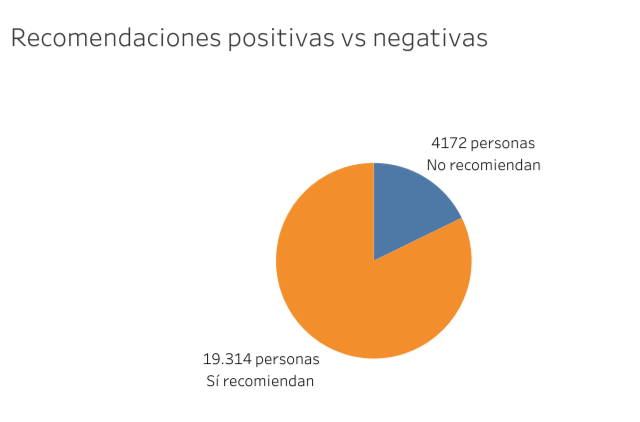 Recomendaciones positivas vs negativas
4172 personas
No recomiendan
19.314 personas
Sí recomiendan